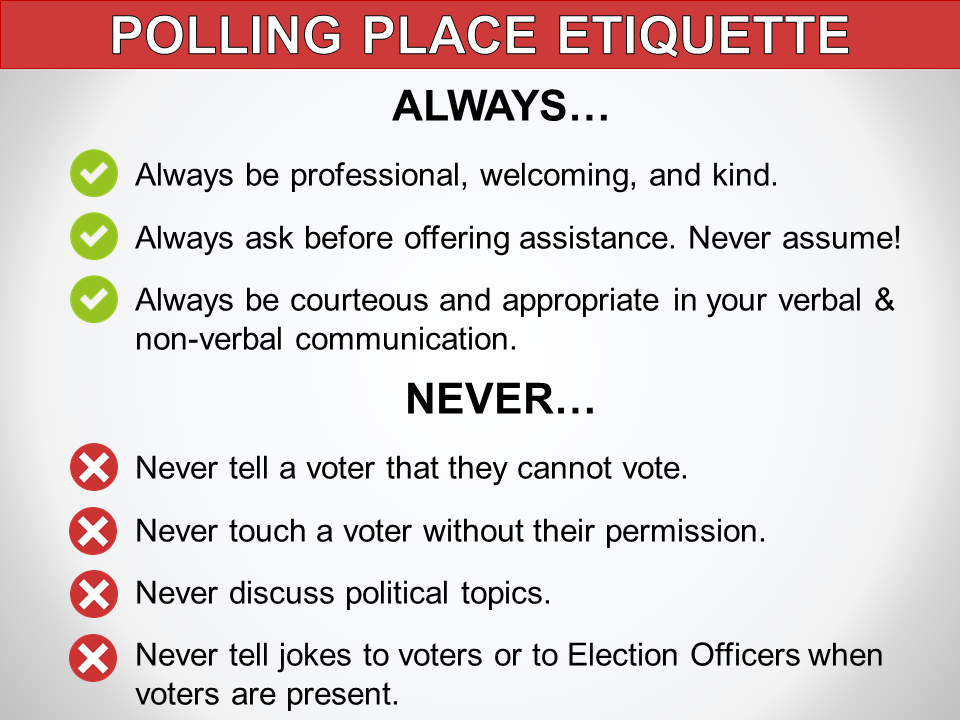 POLLING PLACE ETIQUETTE
ALWAYS…
Always be professional, welcoming, and kind.
Always ask before offering assistance. Never assume!
Always be courteous and appropriate in your verbal &
non-verbal communication.
NEVER…
Never tell a voter that they cannot vote.
Never touch a voter without their permission.
Never discuss political topics.
Never tell jokes to voters or to Election Officers when
voters are present.